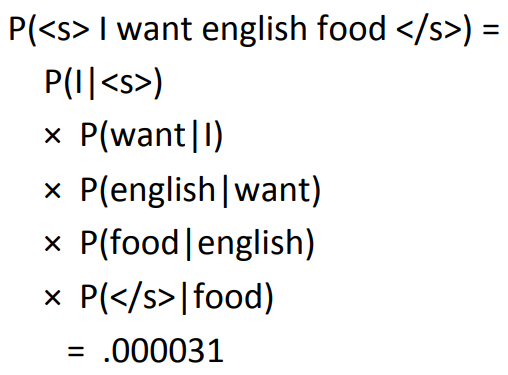 P(<s> I want english food </s>) =
P(I|<s>)
× P(want|I)
× P(english|want)
× P(food|english)
× P(</s>|food)
= .000031